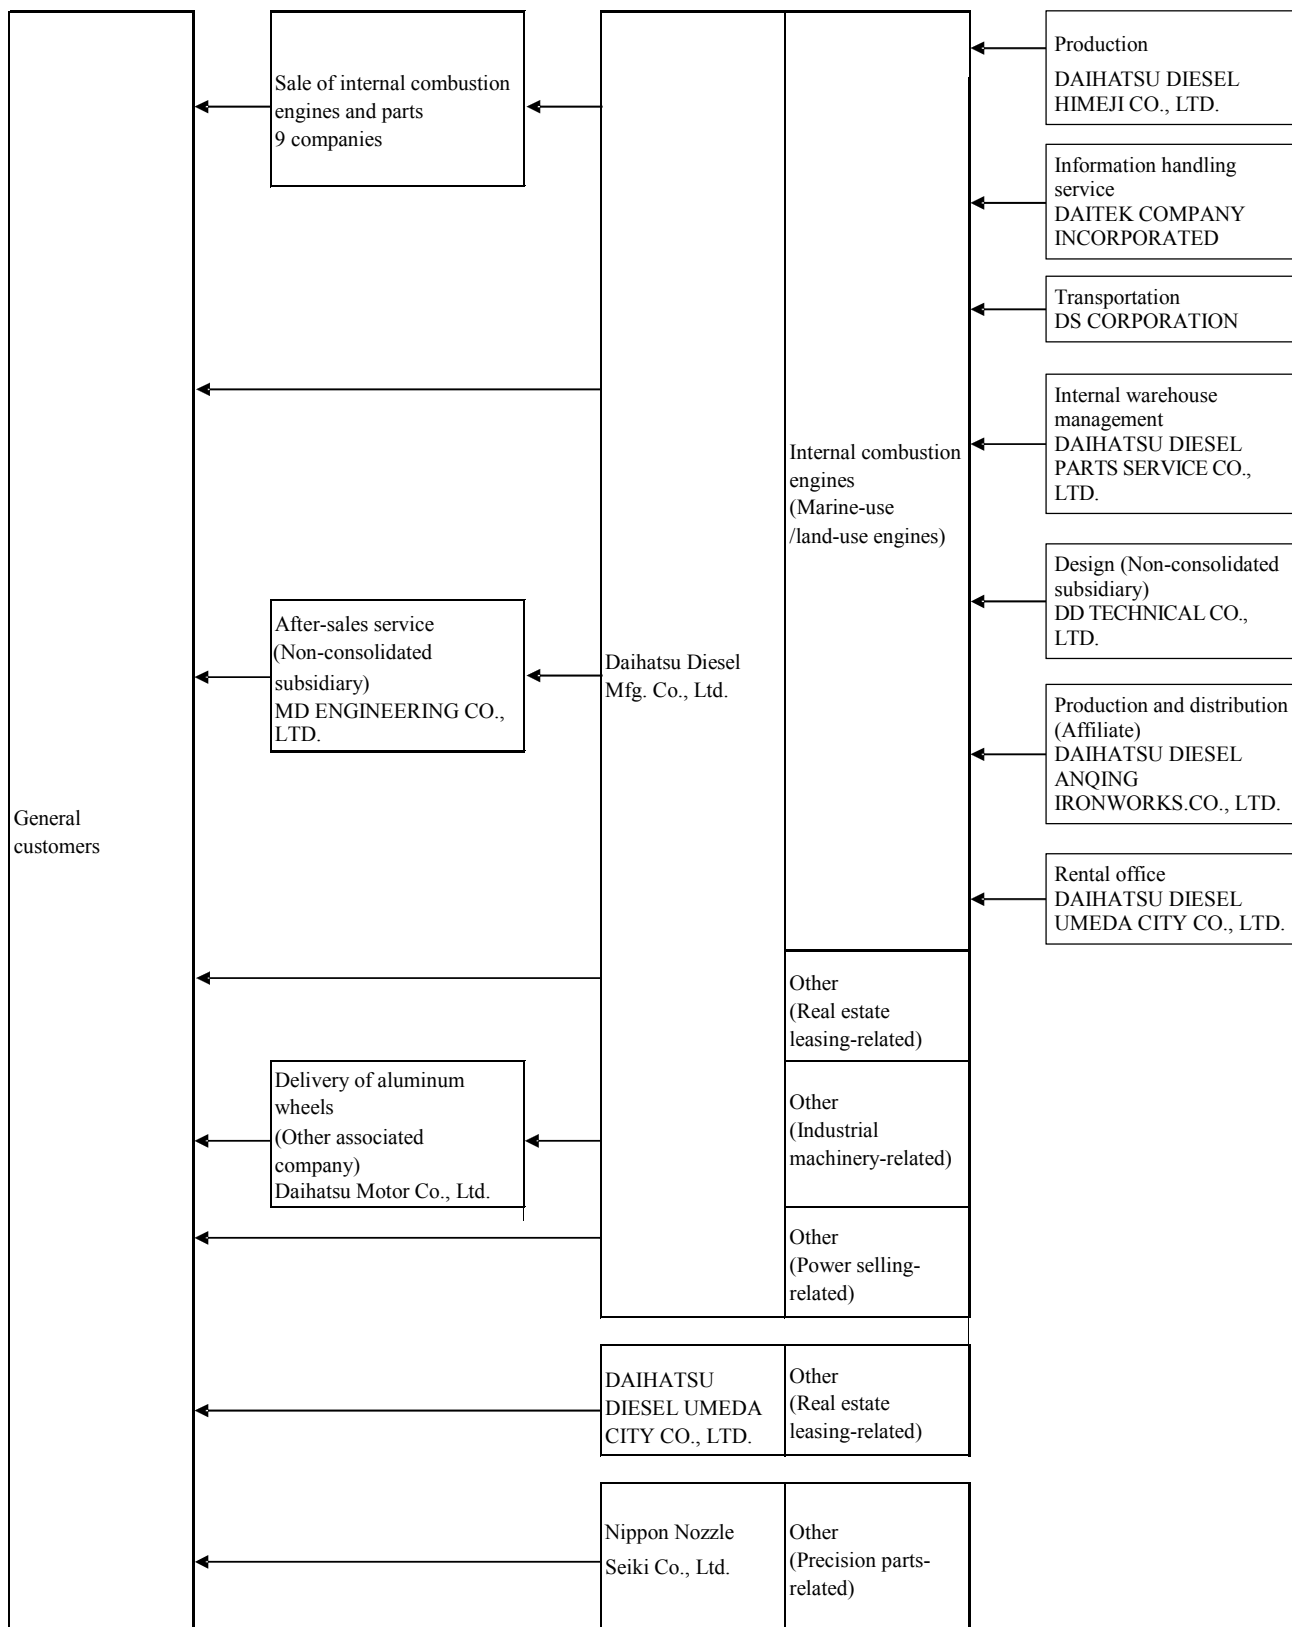 General
customers
Sale of internal combustion
engines and parts
9 companies
After-sales service
(Non-consolidated
subsidiary)
MD ENGINEERING CO.,
LTD.
Delivery of aluminum
wheels
(Other associated
company)
Daihatsu Motor Co., Ltd.
Daihatsu Diesel
Mfg. Co., Ltd.
Internal combustion
engines
(Marine-use
/land-use engines)
Other
(Real estate
leasing-related)
Other
(Industrial
machinery-related)
Other
(Power selling-
related)
DAIHATSU
DIESEL UMEDA
CITY CO., LTD.
Other
(Real estate
leasing-related)
Nippon Nozzle
Seiki Co., Ltd.
Other
(Precision parts-
related)
Production
DAIHATSU DIESEL
HIMEJI CO., LTD.
Information handling
service
DAITEK COMPANY
INCORPORATED
Transportation
DS CORPORATION
Internal warehouse
management
DAIHATSU DIESEL
PARTS SERVICE CO.,
LTD.
Design (Non-consolidated
subsidiary)
DD TECHNICAL CO.,
LTD.
Production and distribution
(Affiliate)
DAIHATSU DIESEL
ANQING
IRONWORKS.CO., LTD.
Rental office
DAIHATSU DIESEL
UMEDA CITY CO., LTD.